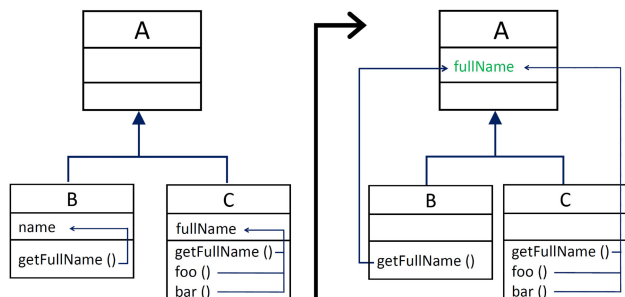 A
B
name
getFullName ()
C
fullName
getFullName ()
foo ()
bar ()
A
fullName
B
getFullName ()
C
getFullName ()
foo ()
bar ()